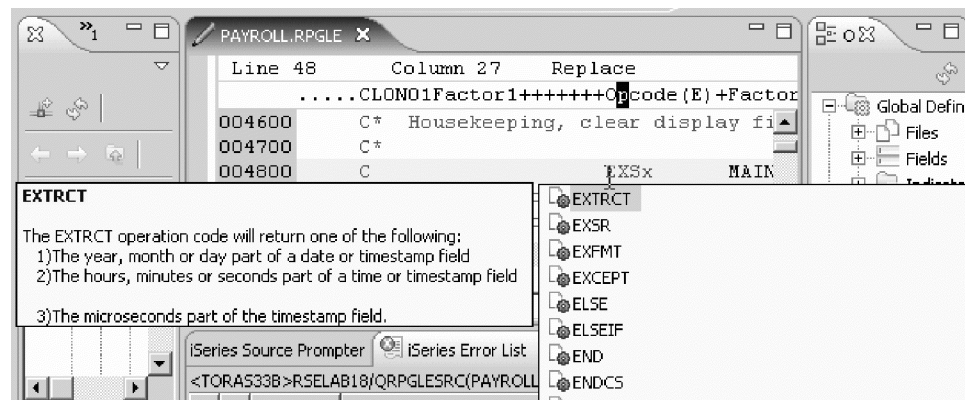 »1
PAYROLL.RPGLE
Line 48 Column 27 Replace
.....CL0N01Factor1+++++++Opcode(E)+Factor
004600 C* Housekeeping, clear display fi
004700 C*
004800 C EXSx MAIN
Global Defin
Files
Fields
EXTRCT
The EXTRCT operation code will return one of the following:
1)The year, month or day part of a date or timestamp field
2)The hours, minutes or seconds part of a time or timestamp field
3)The microseconds part of the timestamp field.
EXTRCT
EXSR
EXFMT
EXCEPT
ELSE
ELSEIF
END
ENDCS
iSeries Source Prompter iSeries Error List
<TORAS33B>RSELAB18/QRPGLESRC(PAYROLL